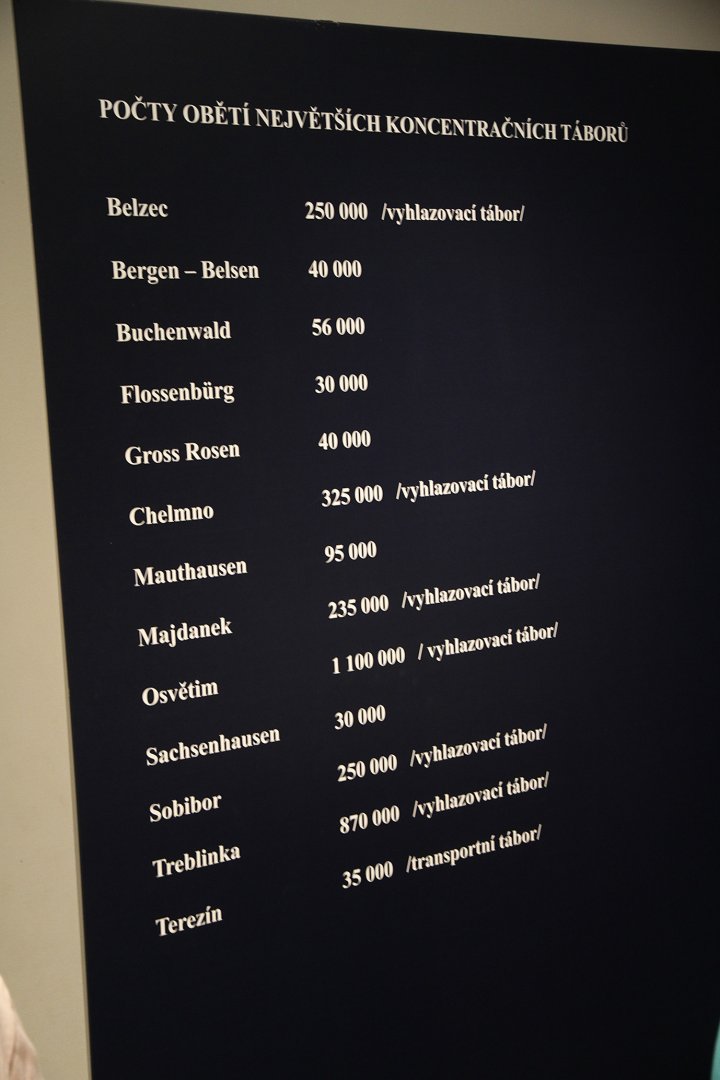 POČTY OBĚTÍ NEJVĚTŠÍCH KONCENTRAČNÍCH TÁBORŮ
Belzec 250 000 /vyhlazovací tábor/
Bergen – Belsen 40 000
Buchenwald 56 000
Flossenbürg 30 000
Gross Rosen 40 000
Chelmno 325 000 /vyhlazovací tábor/
Mauthausen 95 000
Majdanek 235 000 /vyhlazovací tábor/
Osvětim 1 100 000 / vyhlazovací tábor/
Sachsenhausen 30 000
Sobibor 250 000 /vyhlazovací tábor/
Treblinka 870 000 /vyhlazovací tábor/
Terezín 35 000 /transportní tábor/